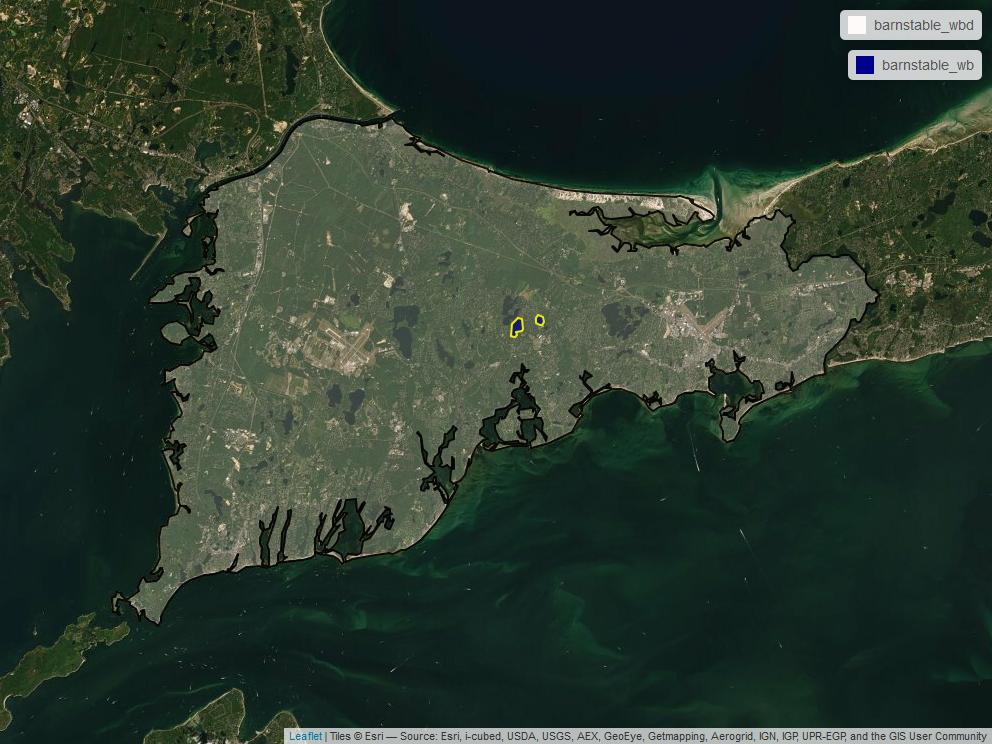 barnstable_wbd
barnstable_wb
Leaflet | Tiles © Esri — Source: Esri, i-cubed, USDA, USGS, AEX, GeoEye, Getmapping, Aerogrid, IGN, IGP, UPR-EGP, and the GIS User Community